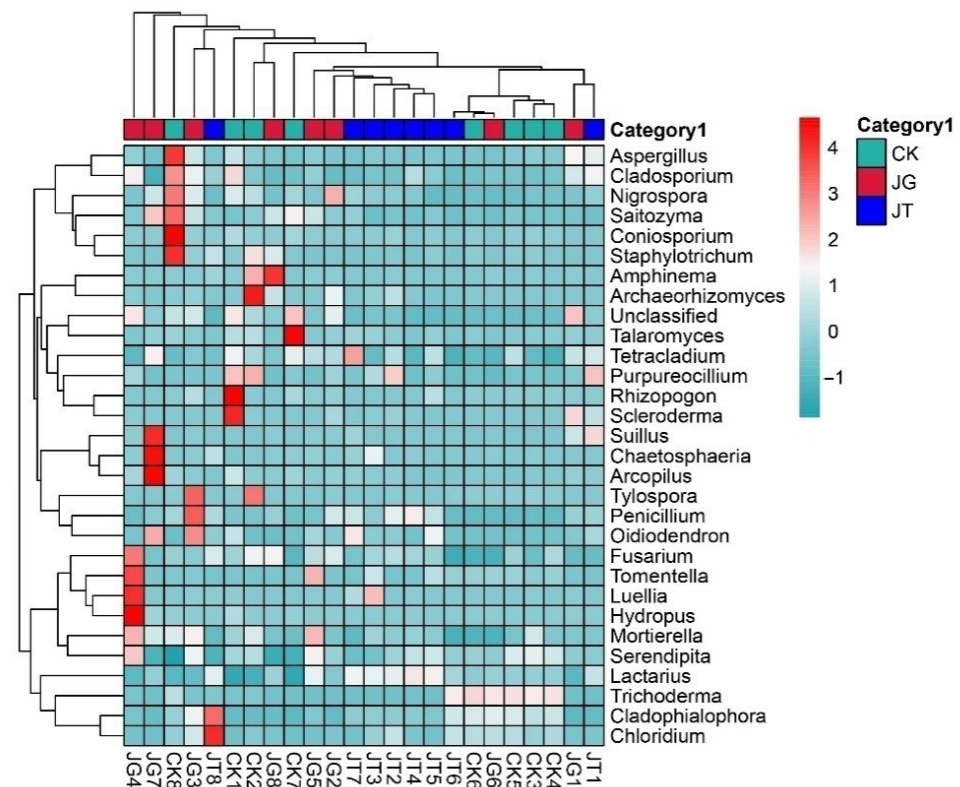 Category1
Aspergillus
Cladosporium
Nigrospora
Saitozyma
Coniosporium
Staphylotrichum
Amphinema
Archaeorhizomyces
Unclassified
Talaromyces
Tetracladium
Purpureocillium
Rhizopogon
Scleroderma
Suillus
Chaetosphaeria
Arcopilus
Tylospora
Penicillium
Oidiodendron
Fusarium
Tomentella
Luellia
Hydropus
Mortierella
Serendipita
Lactarius
Trichoderma
Cladophialophora
Chloridium
JG4 JG7 CK8 JG3 JT8 CK1 CK2 JG8 CK7 JG5 JG2 JT7 JT3 JT2 JT4 JT5 JT6 CK6 JG6 CK5 CK3 CK4 JG1 JT1
4
3
2
1
0
−1
Category1
CK
JG
JT